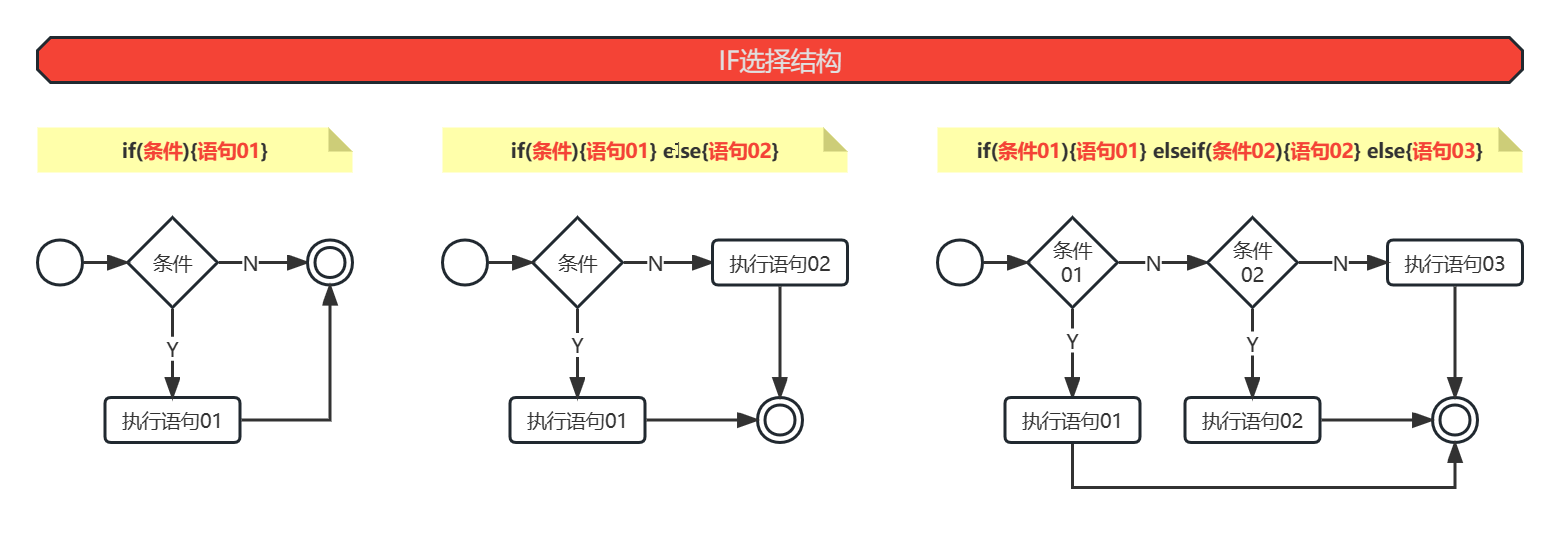 IF选择结构
if(条件){语句01}
if(条件){语句01} else{语句02}
if(条件01){语句01} elseif(条件02){语句02} else{语句03}
条件
N
Y
执行语句01
条件
N
执行语句02
Y
执行语句01
条件
01
N
条件
02
N
执行语句03
Y
Y
执行语句01
执行语句02